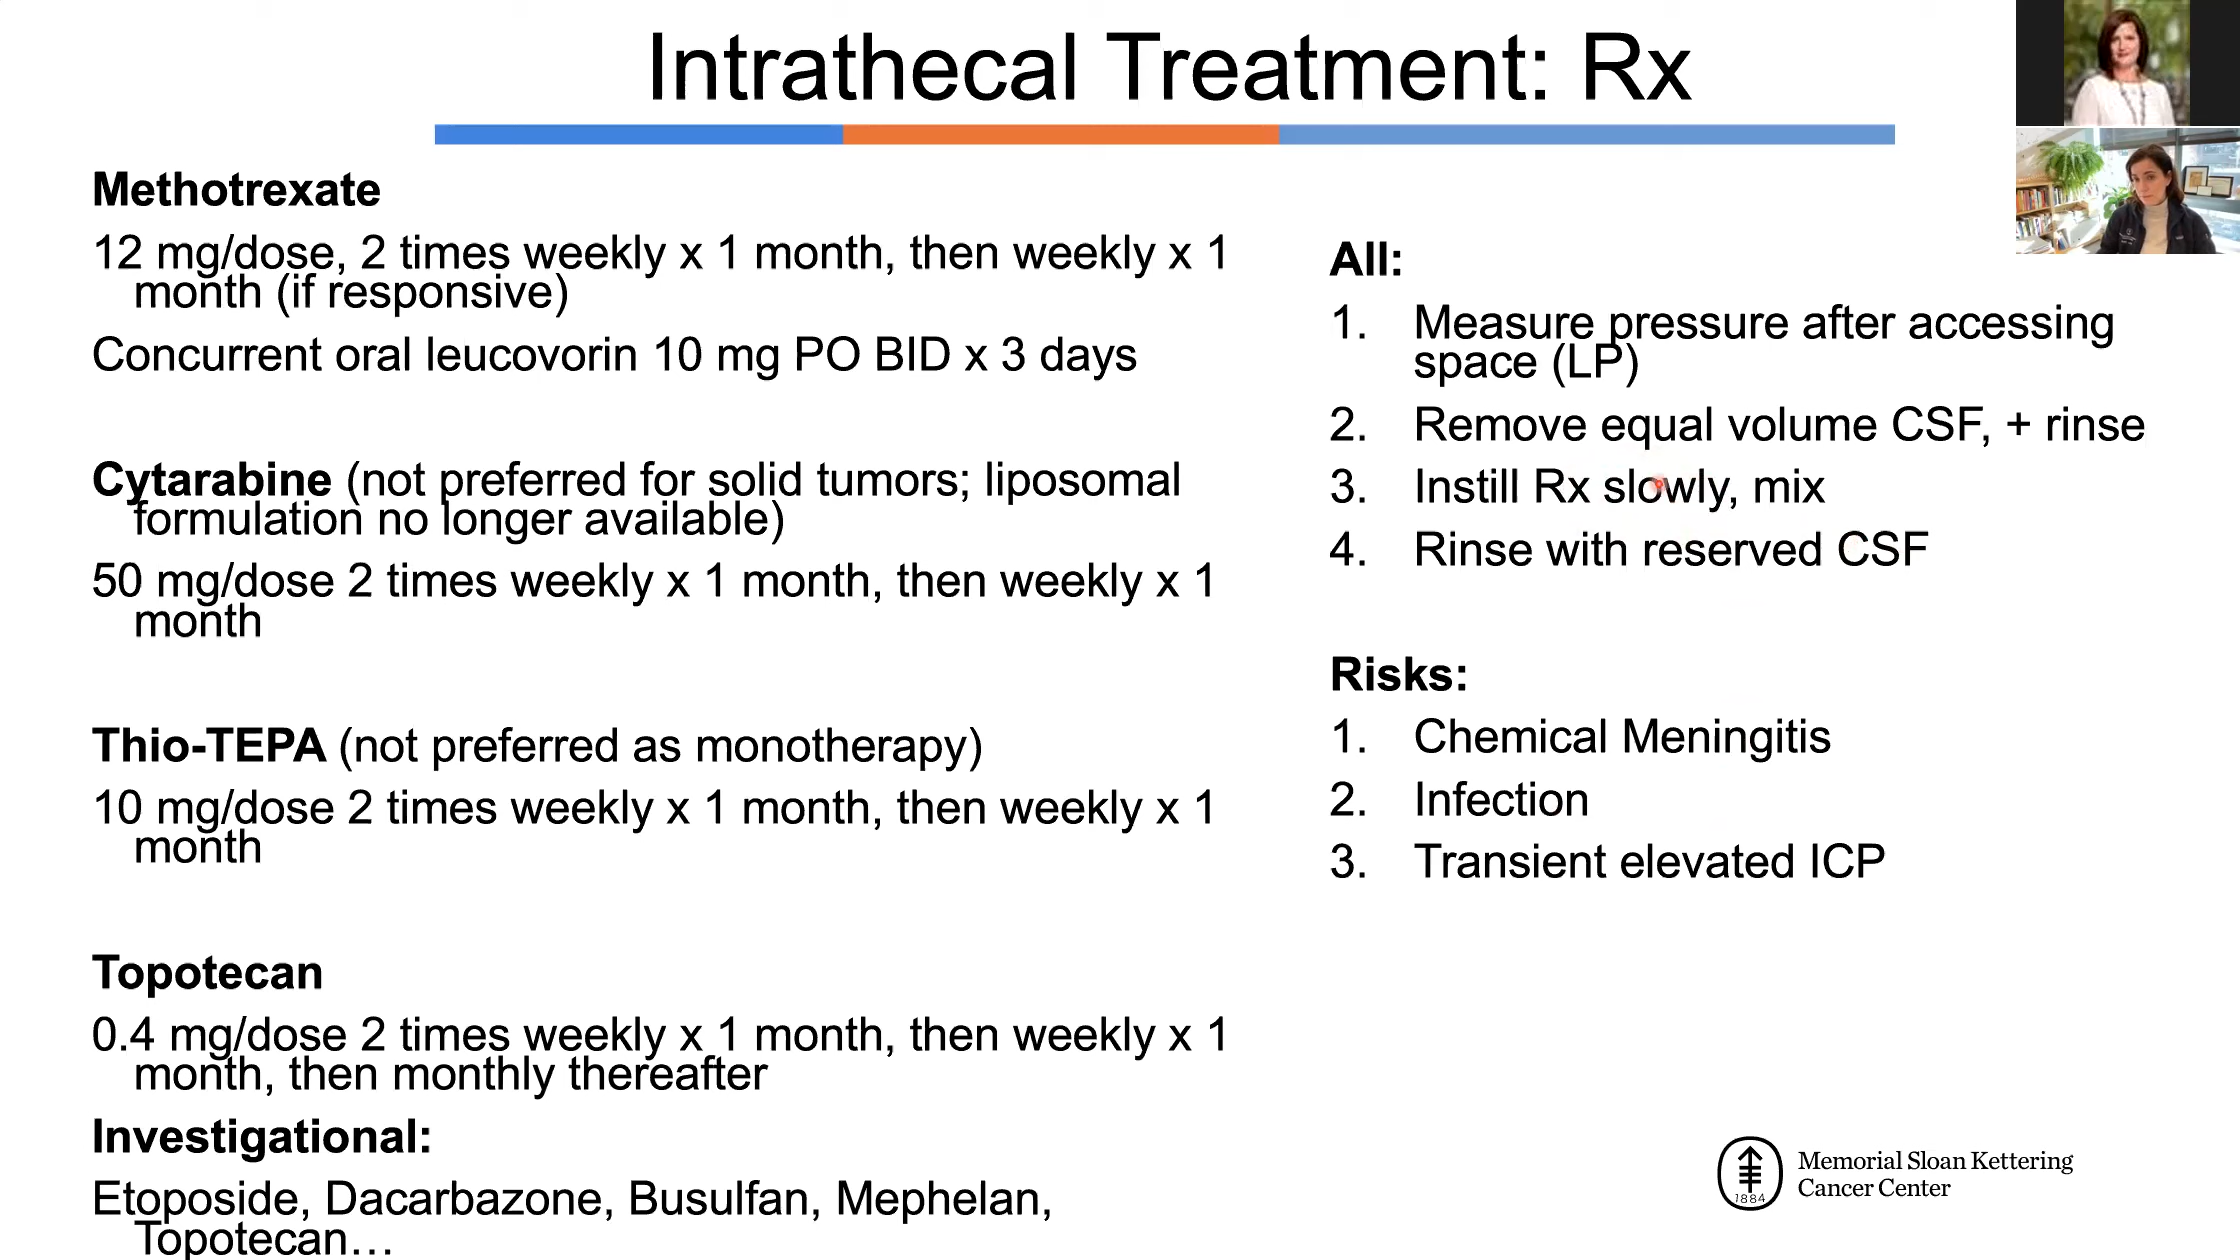 Intrathecal Treatment: Rx
Methotrexate
12 mg/dose, 2 times weekly x 1 month, then weekly x 1
month (if responsive)
Concurrent oral leucovorin 10 mg PO BID x 3 days
Cytarabine (not preferred for solid tumors; liposomal
formulation no longer available)
50 mg/dose 2 times weekly x 1 month, then weekly x 1
month
Thio-TEPA (not preferred as monotherapy)
10 mg/dose 2 times weekly x 1 month, then weekly x 1
month
Topotecan
0.4 mg/dose 2 times weekly x 1 month, then weekly x 1
month, then monthly thereafter
Investigational:
Etoposide, Dacarbazone, Busulfan, Mephelan,
Topotecan…
All:
1. Measure pressure after accessing
space (LP)
2. Remove equal volume CSF, + rinse
3. Instill Rx slowly, mix
4. Rinse with reserved CSF
Risks:
1. Chemical Meningitis
2. Infection
3. Transient elevated ICP
1884
Memorial Sloan Kettering
Cancer Center